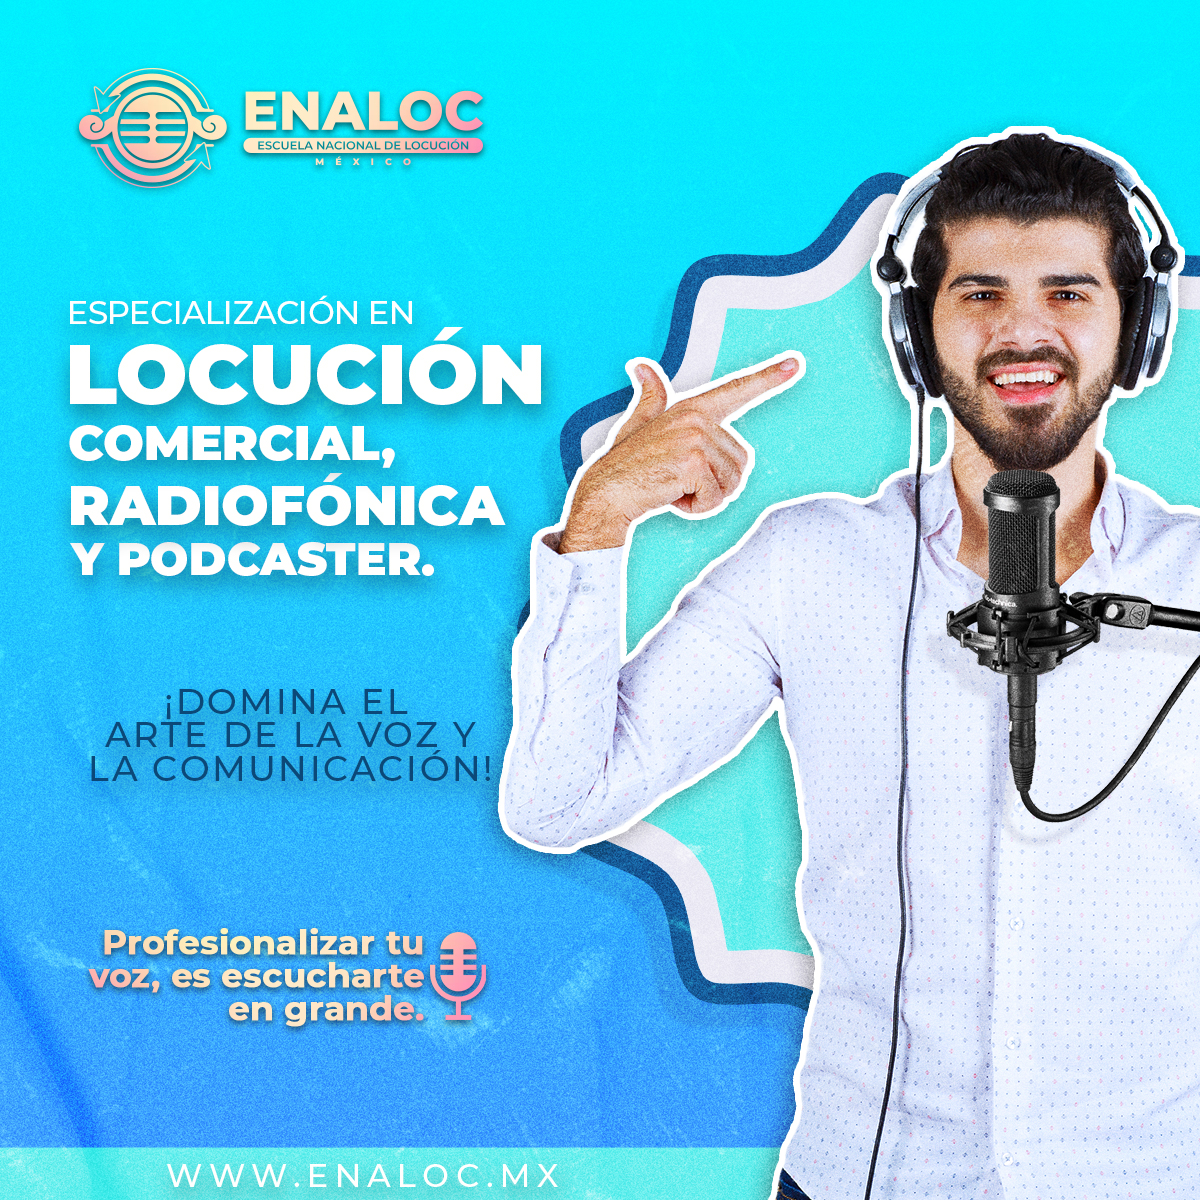 ENALOC
ESCUELA NACIONAL DE LOCUCIÓN
MÉXICO
ESPECIALIZACIÓN EN
LOCUCIÓN
COMERCIAL,
RADIOFÓNICA
Y PODCASTER.
¡DOMINA EL
ARTE DE LA VOZ Y
LA COMUNICACIÓN!
Profesionalizar tu
voz, es escucharte
en grande.
WWW.ENALOC.MX